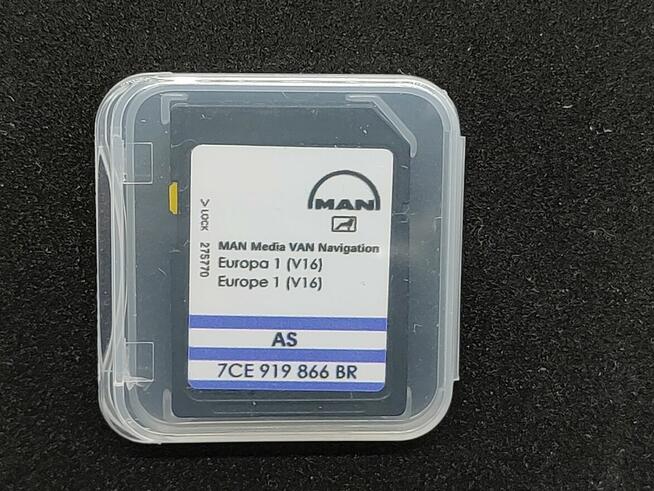 MAN
> LOCK 275770
MAN Media VAN Navigation
Europa 1 (V16)
Europe 1 (V16)
AS
7CE 919 866 BR